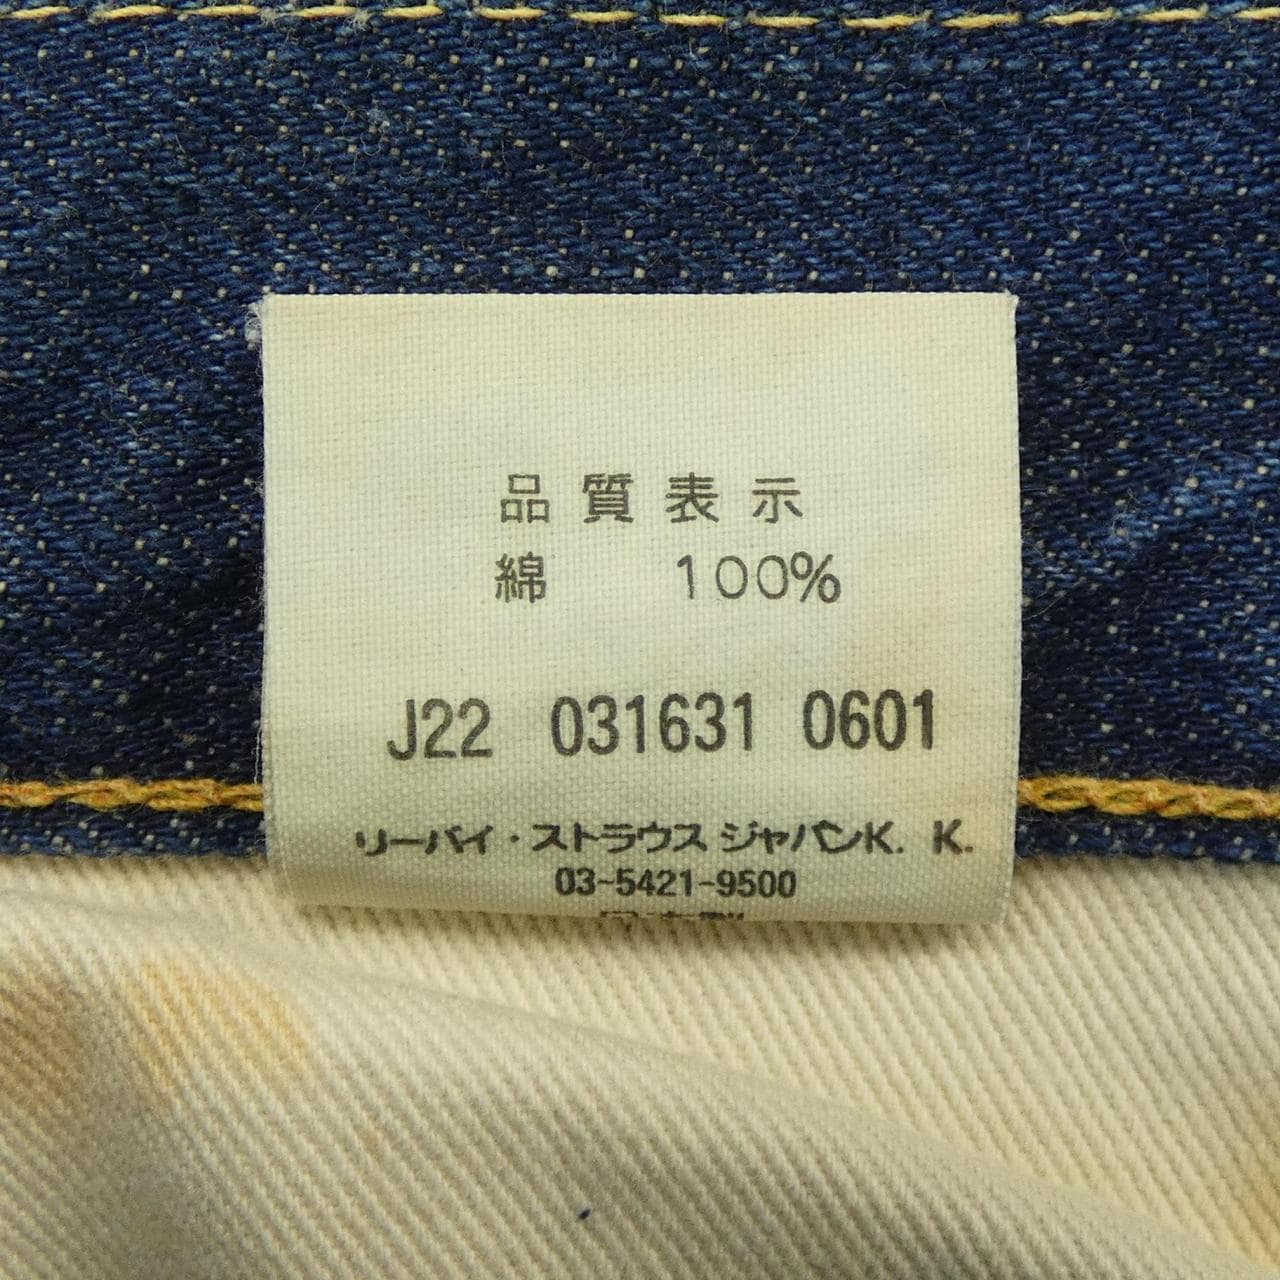 品質表示
綿 100%
J22 031631 0601
リーバイ・ストラウス ジャパンK. K.
03-5421-9500